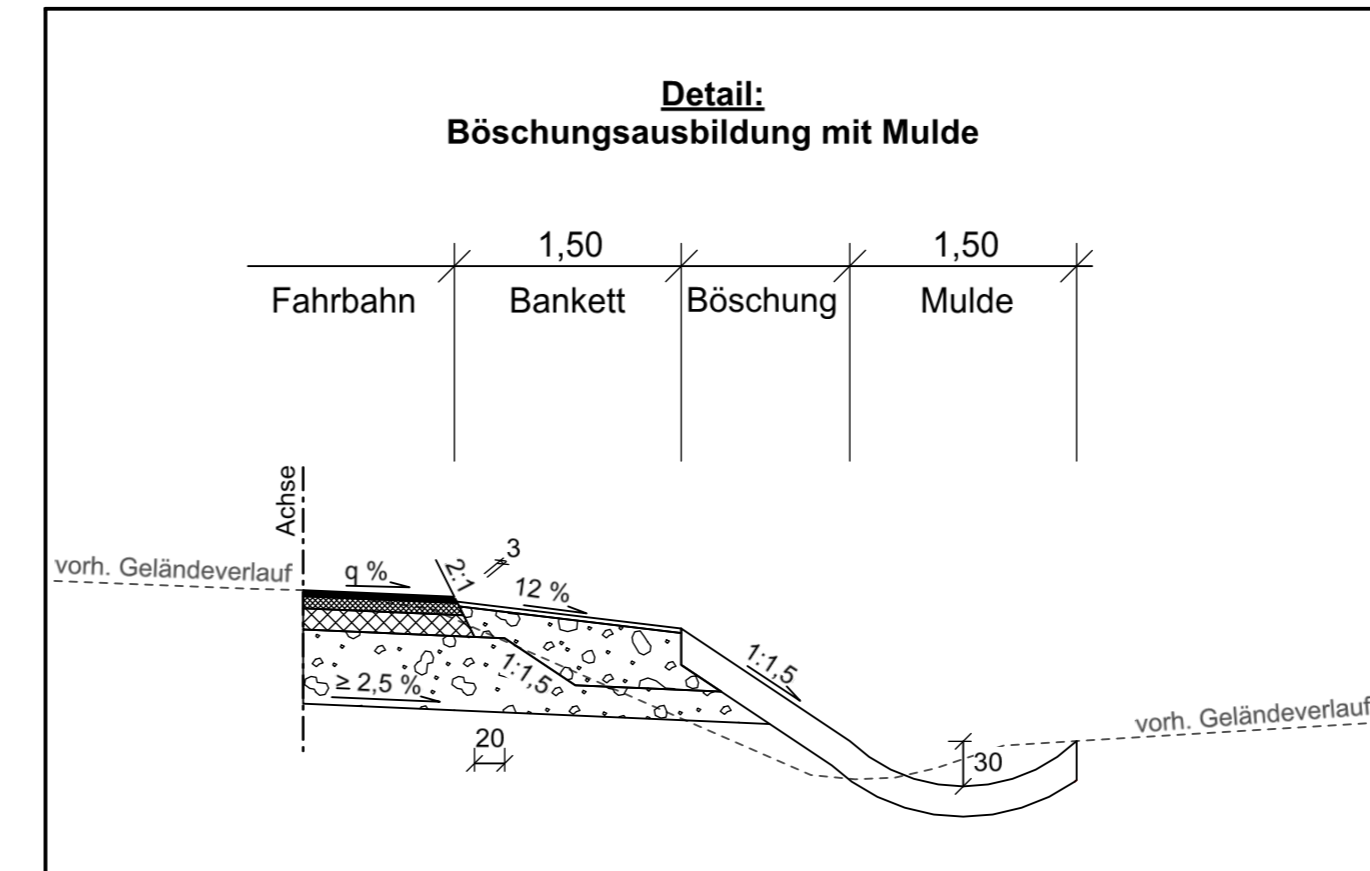 Detail:
Böschungsausbildung mit Mulde
1,50
1,50
Fahrbahn
Bankett
Böschung
Mulde
Achse
vorh. Geländeverlauf
q %
2:1
3
12 %
1:1,5
1:1,5
≥ 2,5 %
20
30
vorh. Geländeverlauf